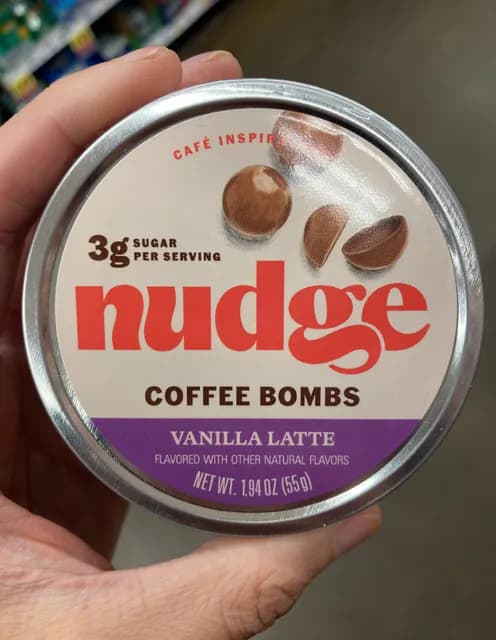 CAFÉ INSPIR
3g SUGAR
PER SERVING
nudge
COFFEE BOMBS
VANILLA LATTE
FLAVORED WITH OTHER NATURAL FLAVORS
NET WT. 1.94 OZ (55g)